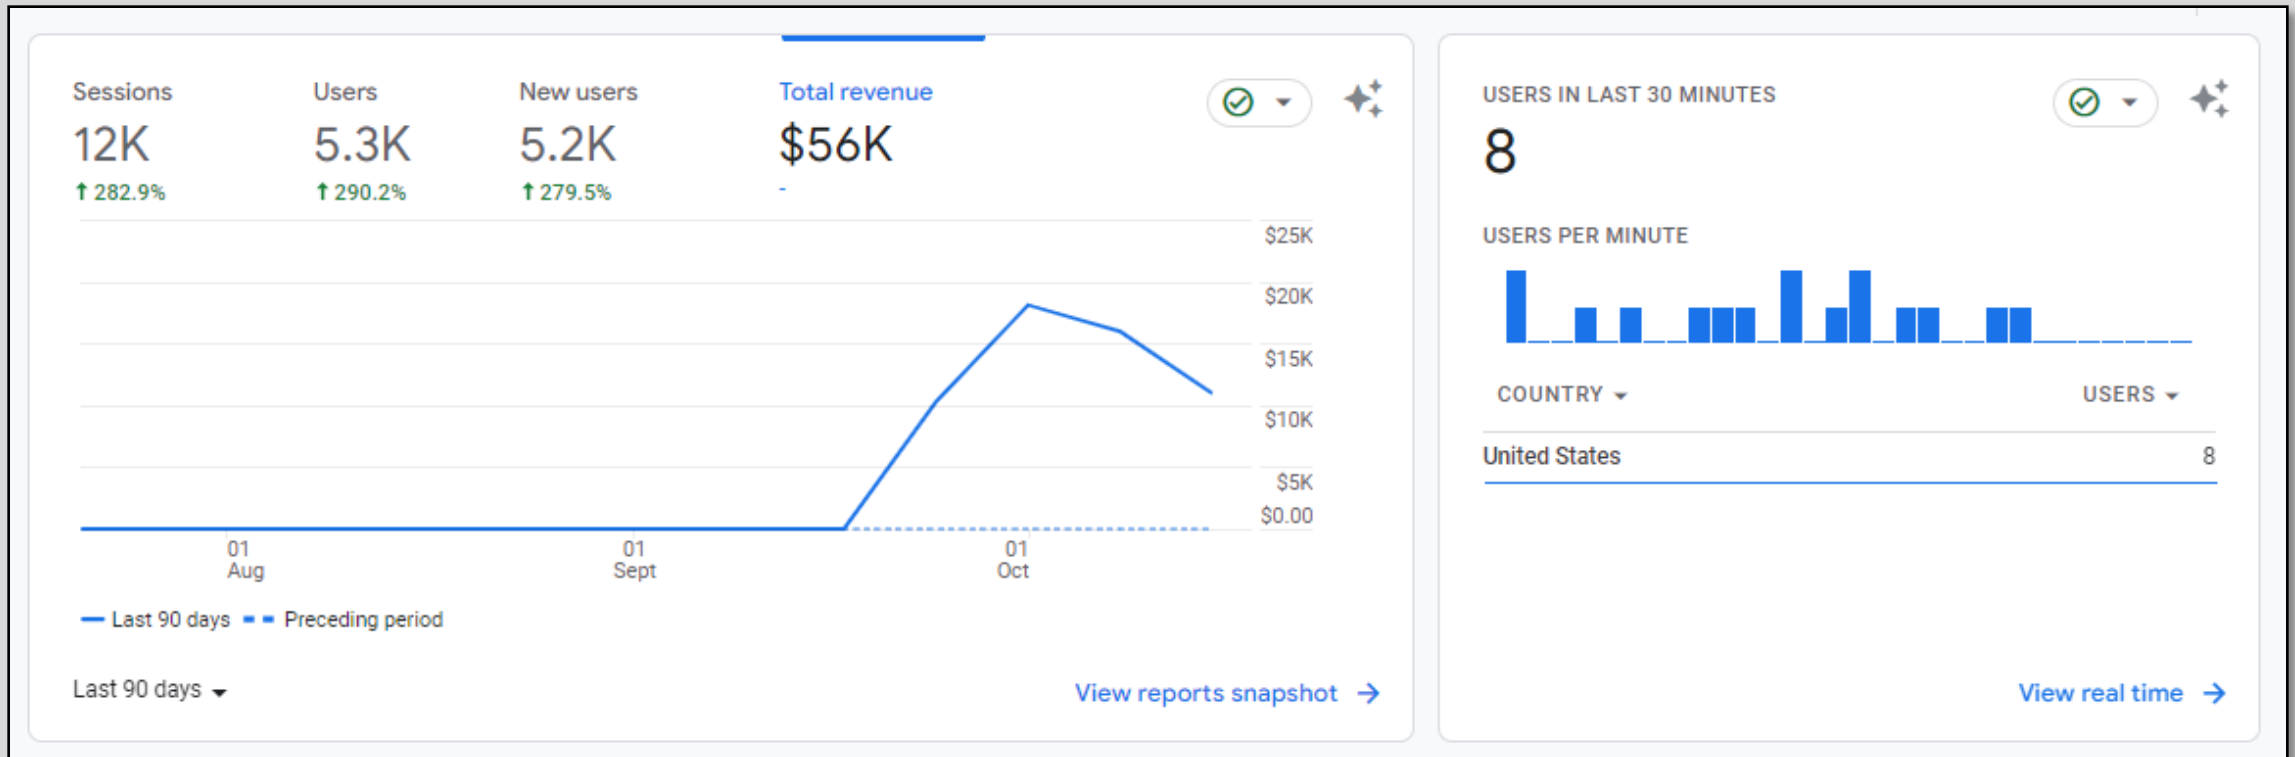 Sessions Users New users Total revenue
12K 5.3K 5.2K $56K
↑ 282.9% ↑ 290.2% ↑ 279.5% -
$25K
$20K
$15K
$10K
$5K
$0.00
01 01 01
Aug Sept Oct
Last 90 days Preceding period
Last 90 days
View reports snapshot →
USERS IN LAST 30 MINUTES
8
USERS PER MINUTE
COUNTRY USERS
United States 8
View real time →